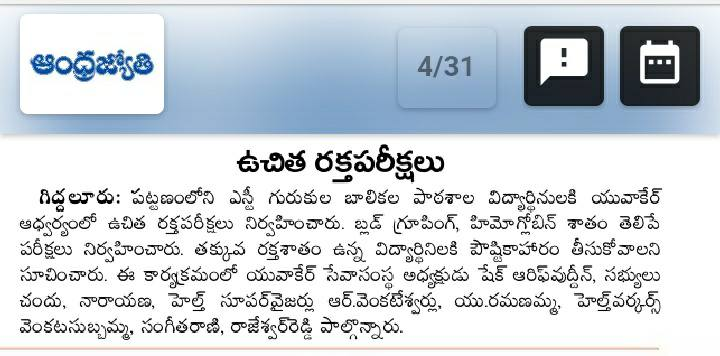 ఆంధ్రజ్యోతి
4/31
ఉచిత రక్తపరీక్షలు
గిద్దలూరు: పట్టణంలోని ఎస్టీ గురుకుల బాలికల పాఠశాల విద్యార్థినులకి యువాకేర్
ఆధ్వర్యంలో ఉచిత రక్తపరీక్షలు నిర్వహించారు. బ్లడ్ గ్రూపింగ్, హిమోగ్లోబిన్ శాతం తెలిపే
పరీక్షలు నిర్వహించారు. తక్కువ రక్తశాతం ఉన్న విద్యార్థినిలకి పౌష్టికాహారం తీసుకోవాలని
సూచించారు. ఈ కార్యక్రమంలో యువాకేర్ సేవాసంస్థ అధ్యక్షుడు షేక్ ఆరిఫ్‌వుద్దీన్, సభ్యులు
చందు, నారాయణ, హెల్త్ సూపర్‌వైజర్లు ఆర్.వెంకటేశ్వర్లు, యు.రమణమ్మ, హెల్త్‌వర్కర్స్
వెంకటసుబ్బమ్మ, సంగీతరాణి, రాజేశ్వర్‌రెడ్డి పాల్గొన్నారు.